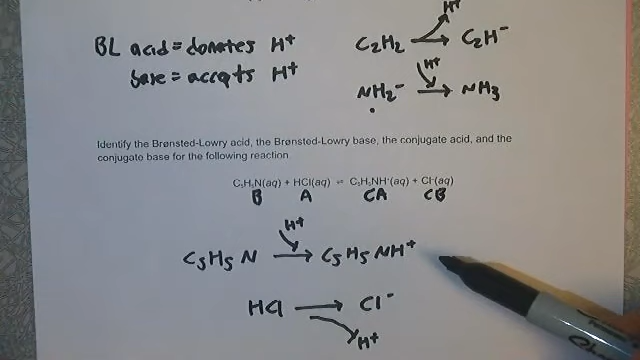 BL acid = donates H+
base = accepts H+
H+
C2H2 → C2H-
H+
NH2- → NH3
Identify the Brønsted-Lowry acid, the Brønsted-Lowry base, the conjugate acid, and the
conjugate base for the following reaction
C5H5N(aq) + HCl(aq) ⇌ C5H5NH+(aq) + Cl-(aq)
B A CA CB
H+
C5H5N → C5H5NH+
HCl → Cl-
H+